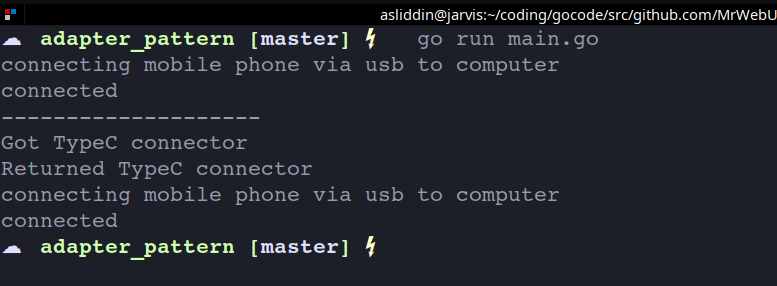 asliddin@jarvis:~/coding/gocode/src/github.com/MrWebU
☁ adapter_pattern [master] ⚡ go run main.go
connecting mobile phone via usb to computer
connected
--------------------
Got TypeC connector
Returned TypeC connector
connecting mobile phone via usb to computer
connected
☁ adapter_pattern [master] ⚡